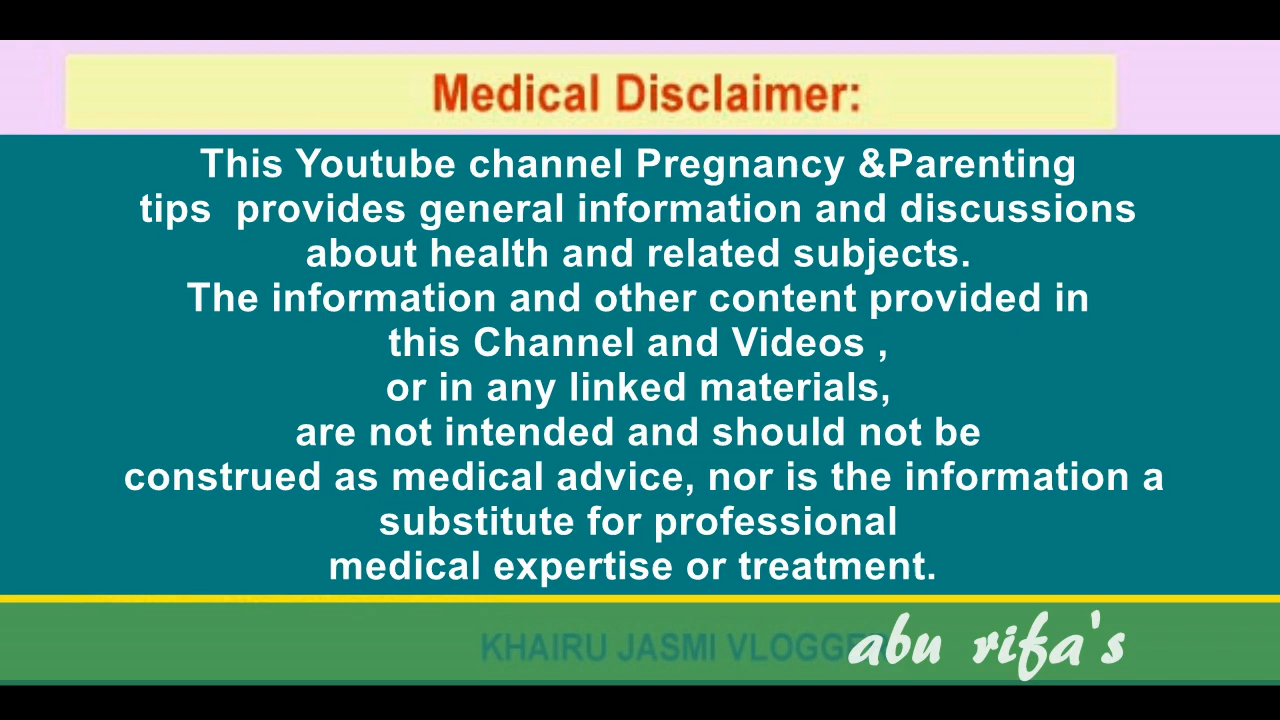 Medical Disclaimer:
This Youtube channel Pregnancy &Parenting
tips  provides general information and discussions
about health and related subjects.
The information and other content provided in
this Channel and Videos ,
or in any linked materials,
are not intended and should not be
construed as medical advice, nor is the information a
substitute for professional
medical expertise or treatment.
KHAIRU JASMI
abu rifa's